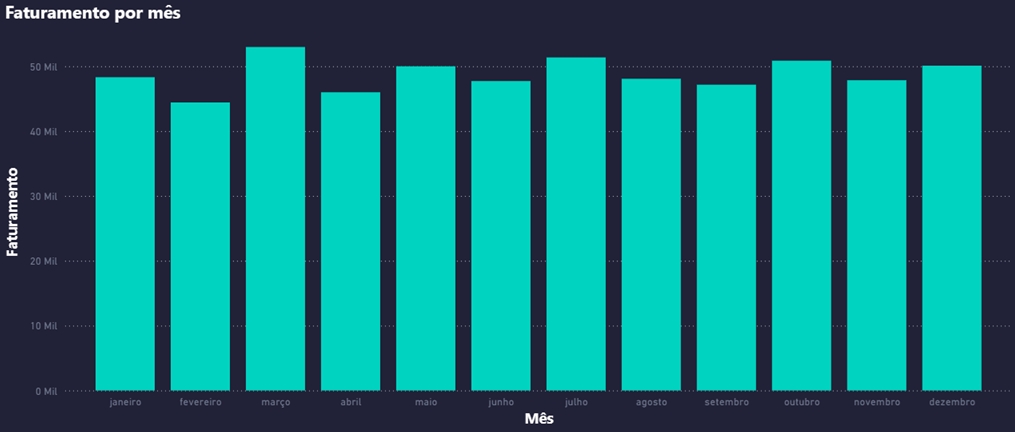 Faturamento por mês
Faturamento
50 Mil
40 Mil
30 Mil
20 Mil
10 Mil
0 Mil
janeiro fevereiro março abril maio junho julho agosto setembro outubro novembro dezembro
Mês